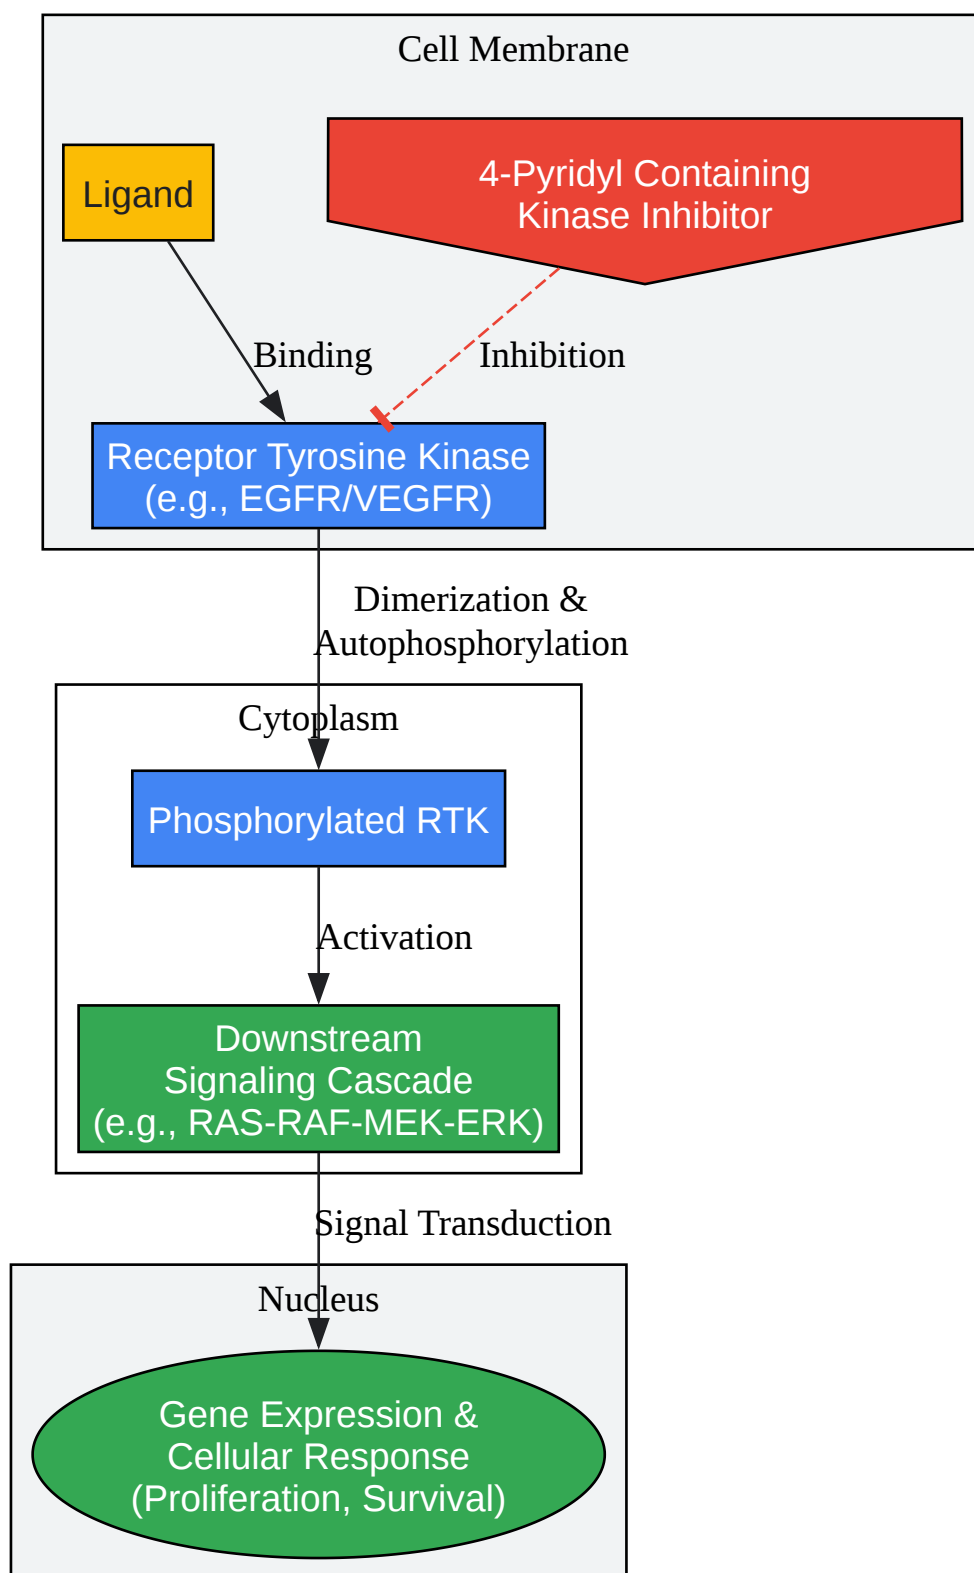 Cell Membrane
Ligand
4-Pyridyl Containing
Kinase Inhibitor
Binding
Inhibition
Receptor Tyrosine Kinase
(e.g., EGFR/VEGFR)
Dimerization &
Autophosphorylation
Cytoplasm
Phosphorylated RTK
Activation
Downstream
Signaling Cascade
(e.g., RAS-RAF-MEK-ERK)
Signal Transduction
Nucleus
Gene Expression &
Cellular Response
(Proliferation, Survival)